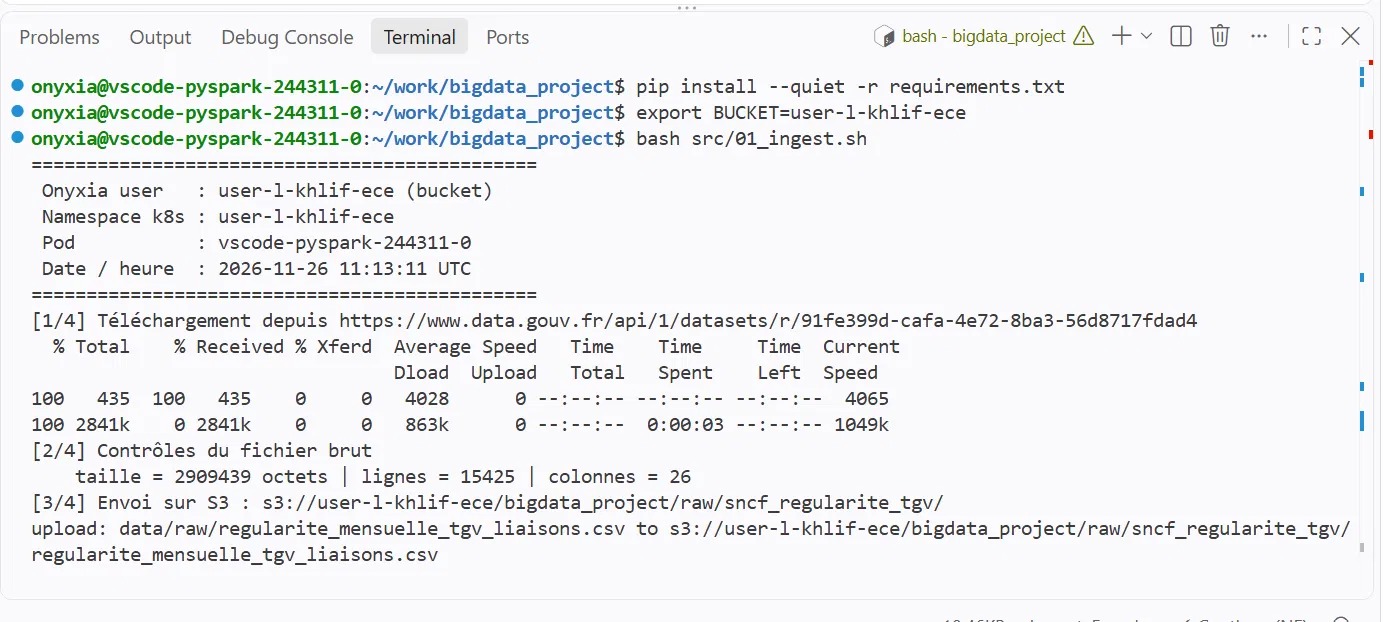 Problems Output Debug Console Terminal Ports bash - bigdata_project
onyxia@vscode-pyspark-244311-0:~/work/bigdata_project$ pip install --quiet -r requirements.txt
onyxia@vscode-pyspark-244311-0:~/work/bigdata_project$ export BUCKET=user-l-khlif-ece
onyxia@vscode-pyspark-244311-0:~/work/bigdata_project$ bash src/01_ingest.sh
==============================================
Onyxia user : user-l-khlif-ece (bucket)
Namespace k8s : user-l-khlif-ece
Pod : vscode-pyspark-244311-0
Date / heure : 2026-11-26 11:13:11 UTC
==============================================
[1/4] Téléchargement depuis https://www.data.gouv.fr/api/1/datasets/r/91fe399d-cafa-4e72-8ba3-56d8717fdad4
% Total % Received % Xferd Average Speed Time Time Time Current
Dload Upload Total Spent Left Speed
100 435 100 435 0 0 4028 0 --:--:-- --:--:-- --:--:-- 4065
100 2841k 0 2841k 0 0 863k 0 --:--:-- 0:00:03 --:--:-- 1049k
[2/4] Contrôles du fichier brut
taille = 2909439 octets | lignes = 15425 | colonnes = 26
[3/4] Envoi sur S3 : s3://user-l-khlif-ece/bigdata_project/raw/sncf_regularite_tgv/
upload: data/raw/regularite_mensuelle_tgv_liaisons.csv to s3://user-l-khlif-ece/bigdata_project/raw/sncf_regularite_tgv/
regularite_mensuelle_tgv_liaisons.csv